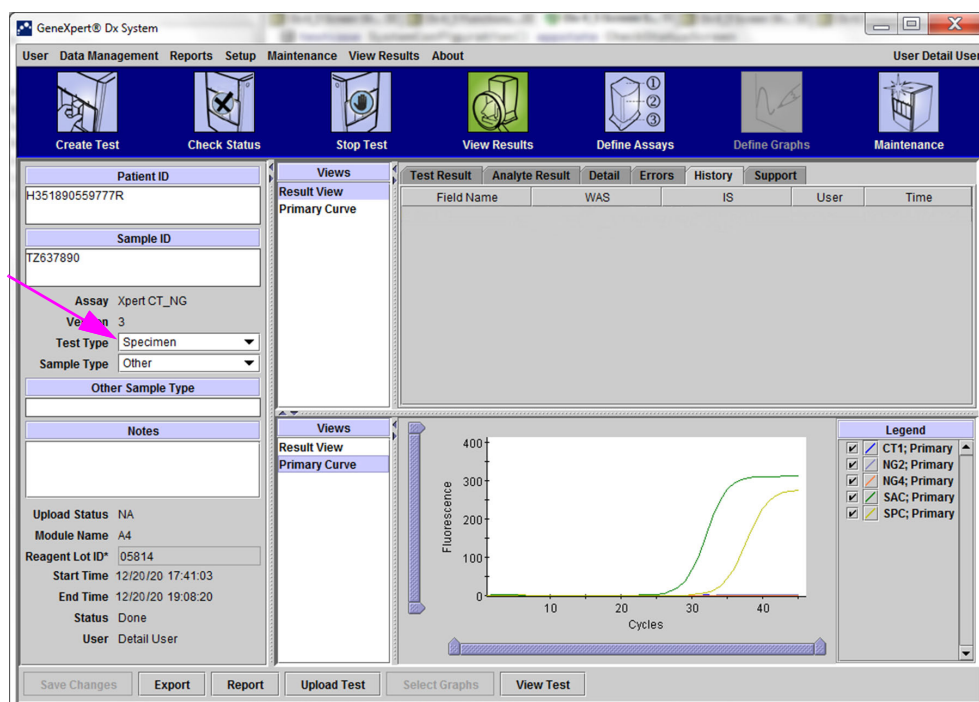 GeneXpert® Dx System
User Data Management Reports Setup Maintenance View Results About
User Detail User
Create Test Check Status Stop Test View Results Define Assays Define Graphs Maintenance
Patient ID
H351890559777R
Sample ID
TZ637890
Assay Xpert CT_NG
Version 3
Test Type Specimen
Sample Type Other
Other Sample Type
Notes
Upload Status NA
Module Name A4
Reagent Lot ID* 05814
Start Time 12/20/20 17:41:03
End Time 12/20/20 19:08:20
Status Done
User Detail User
Views
Result View
Primary Curve
Test Result Analyte Result Detail Errors History Support
Field Name WAS IS User Time
Views
Result View
Primary Curve
Fluorescence
400
300
200
100
0
10 20 30 40
Cycles
Legend
CT1; Primary
NG2; Primary
NG4; Primary
SAC; Primary
SPC; Primary
Save Changes Export Report Upload Test Select Graphs View Test